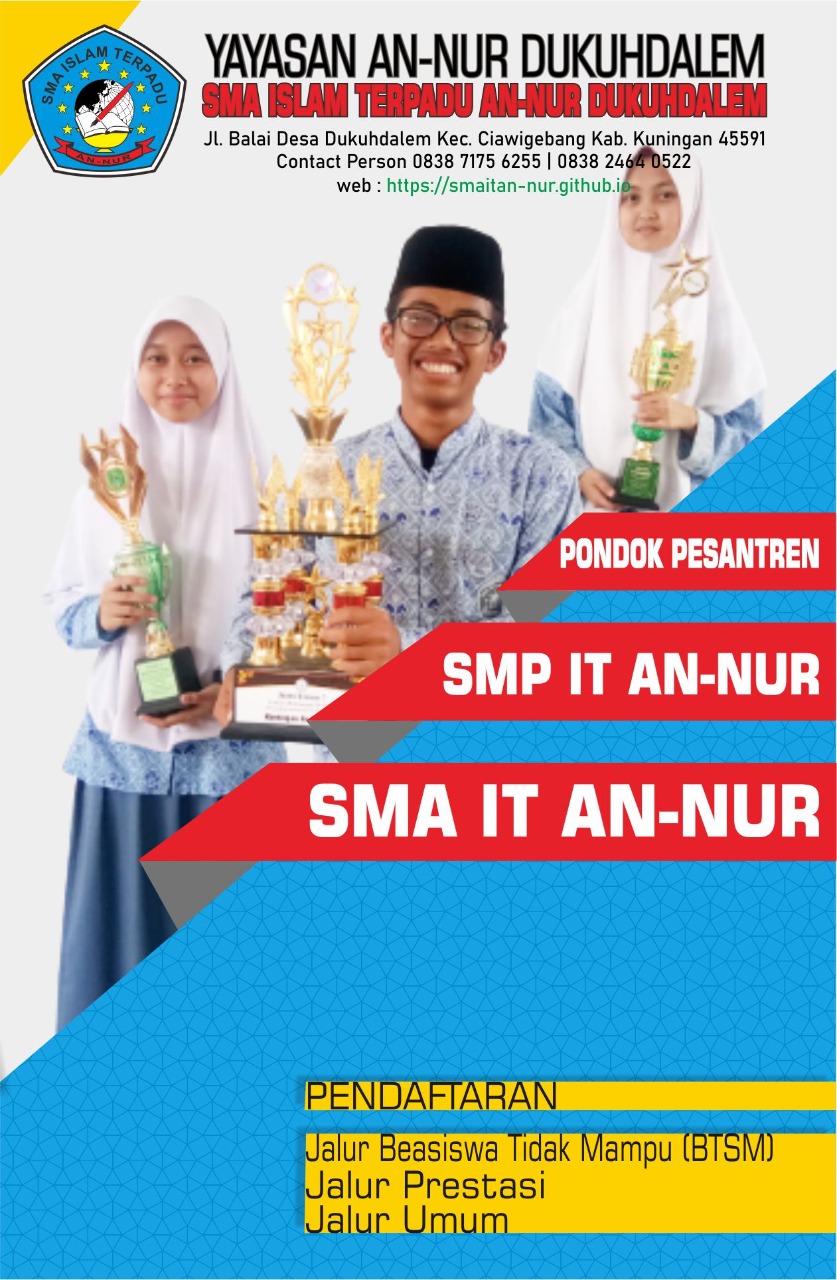 SMA ISLAM TERPADU
AN-NUR
YAYASAN AN-NUR DUKUHDALEM
SMA ISLAM TERPADU AN-NUR DUKUHDALEM
Jl. Balai Desa Dukuhdalem Kec. Ciawigebang Kab. Kuningan 45591
Contact Person 0838 7175 6255 | 0838 2464 0522
web : https://smaitan-nur.github.io
PONDOK PESANTREN
SMP IT AN-NUR
SMA IT AN-NUR
PENDAFTARAN
Jalur Beasiswa Tidak Mampu (BTSM)
Jalur Prestasi
Jalur Umum